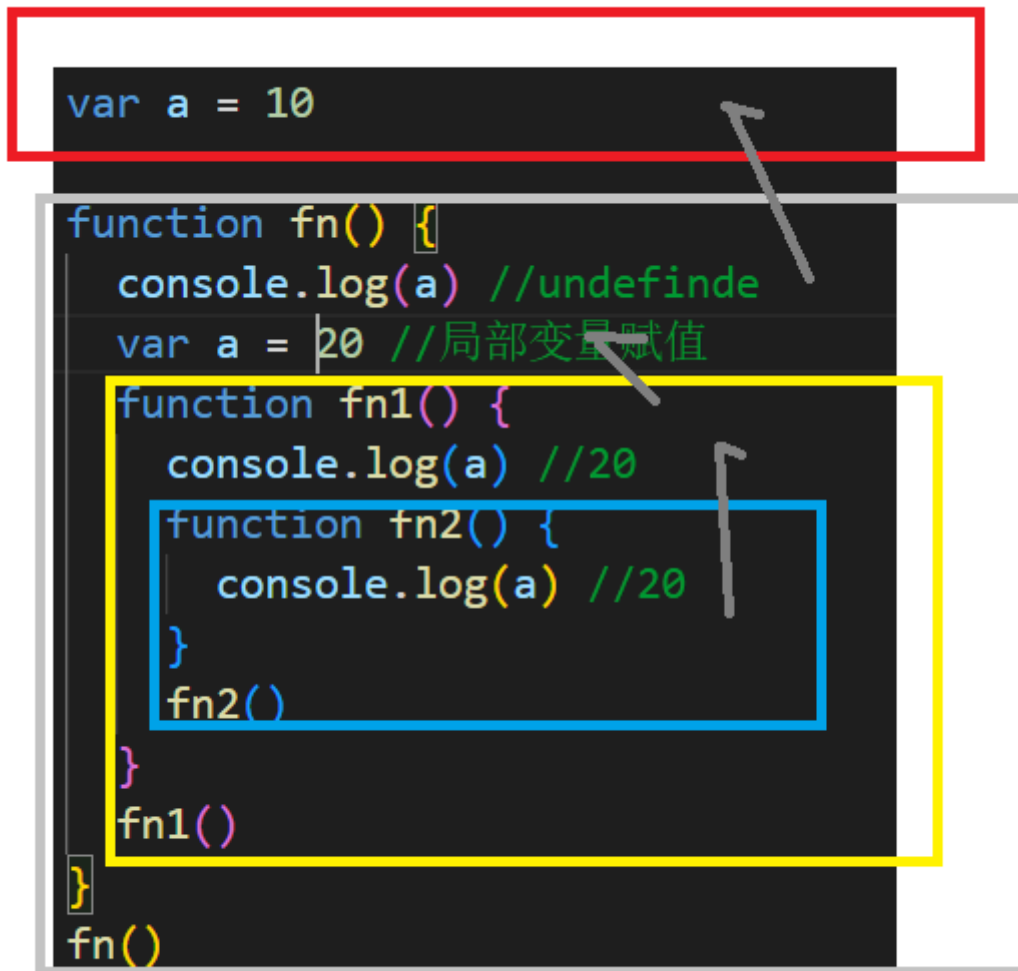 var a = 10
function fn() {
console.log(a) //undefinde
var a = 20 //局部变量赋值
function fn1() {
console.log(a) //20
function fn2() {
console.log(a) //20
}
fn2()
}
fn1()
}
fn()